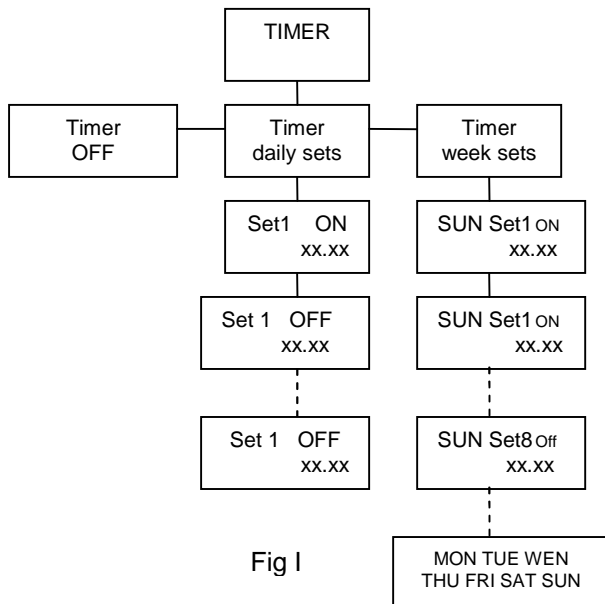 TIMER
Timer
OFF
Timer
daily sets
Timer
week sets
Set1 ON
xx.xx
SUN Set1 ON
xx.xx
Set 1 OFF
xx.xx
SUN Set1 ON
xx.xx
Set 1 OFF
xx.xx
SUN Set8 Off
xx.xx
Fig I
MON TUE WEN
THU FRI SAT SUN